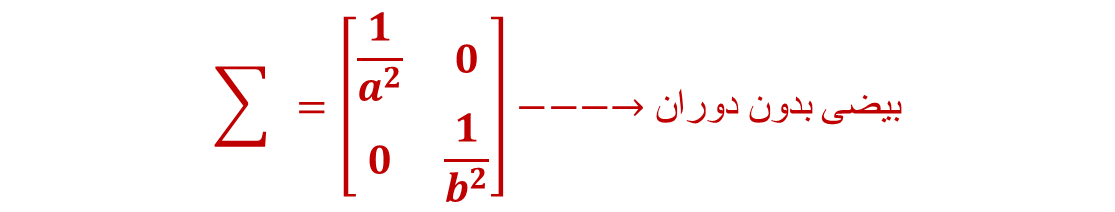 ∑ = [1/a² 0; 0 1/b²] ----→ بیضی بدون دوران